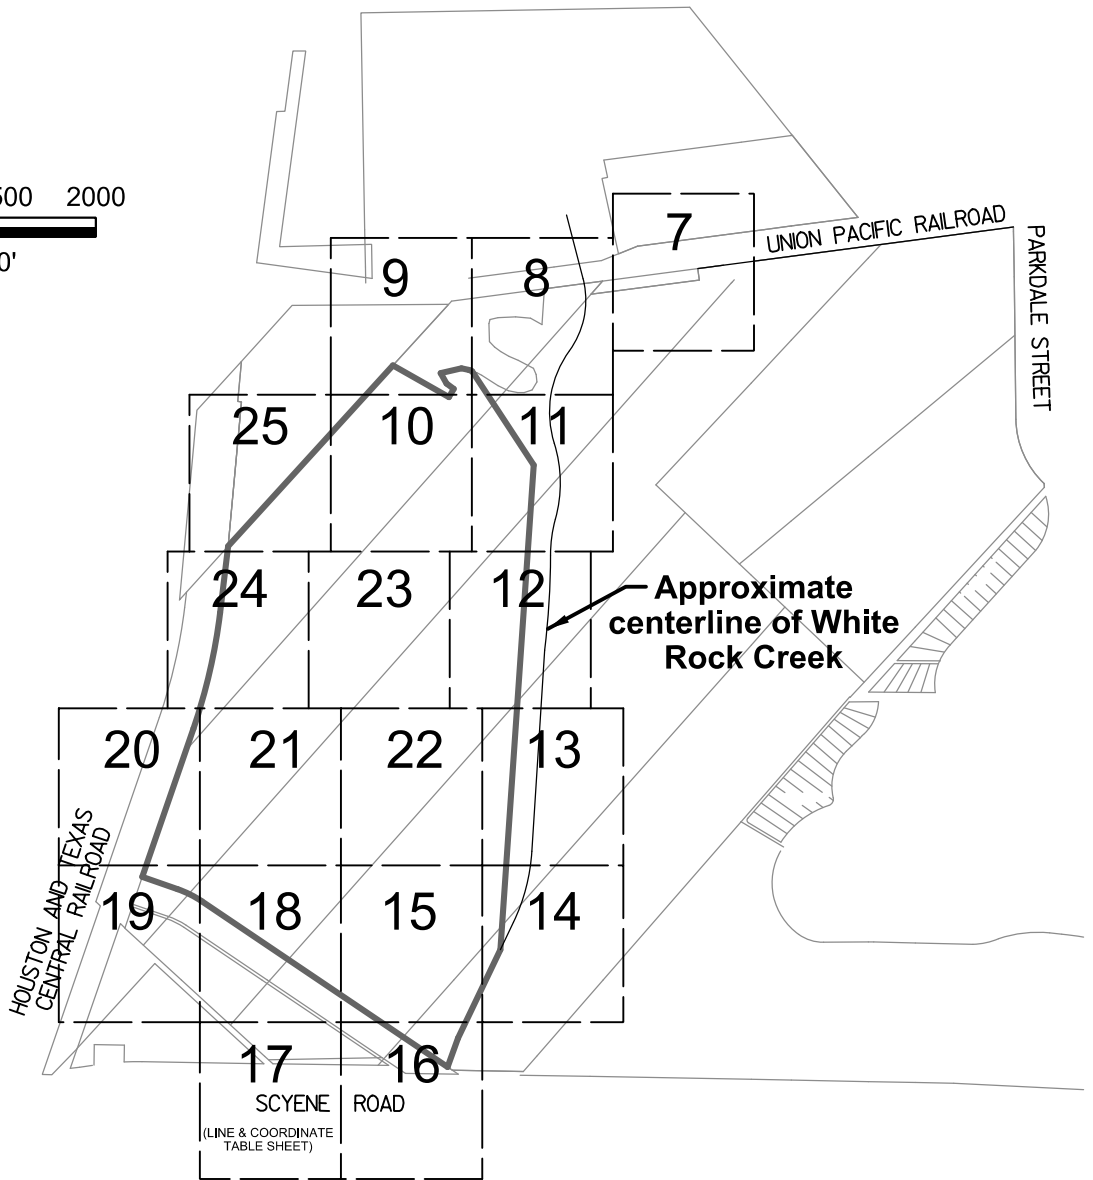 2000
0'
7
UNION PACIFIC RAILROAD
PARKDALE STREET
9
8
25
10
11
24
23
12
Approximate
centerline of White
Rock Creek
20
21
22
13
HOUSTON AND TEXAS
CENTRAL RAILROAD
19
18
15
14
17
16
SCYENE ROAD
(LINE & COORDINATE
TABLE SHEET)